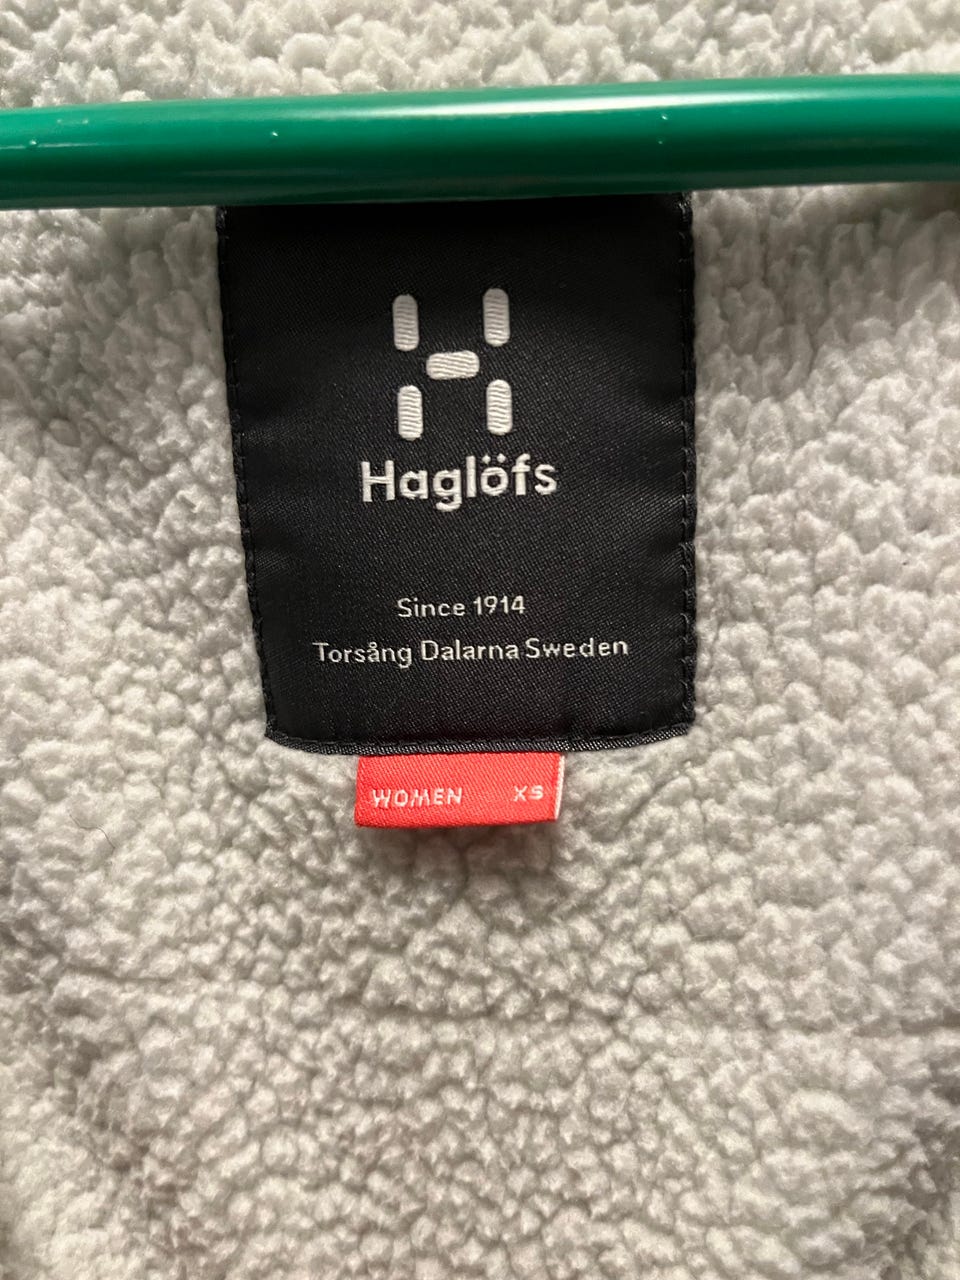 Haglöfs
Since 1914
Torsång Dalarna Sweden
WOMEN XS